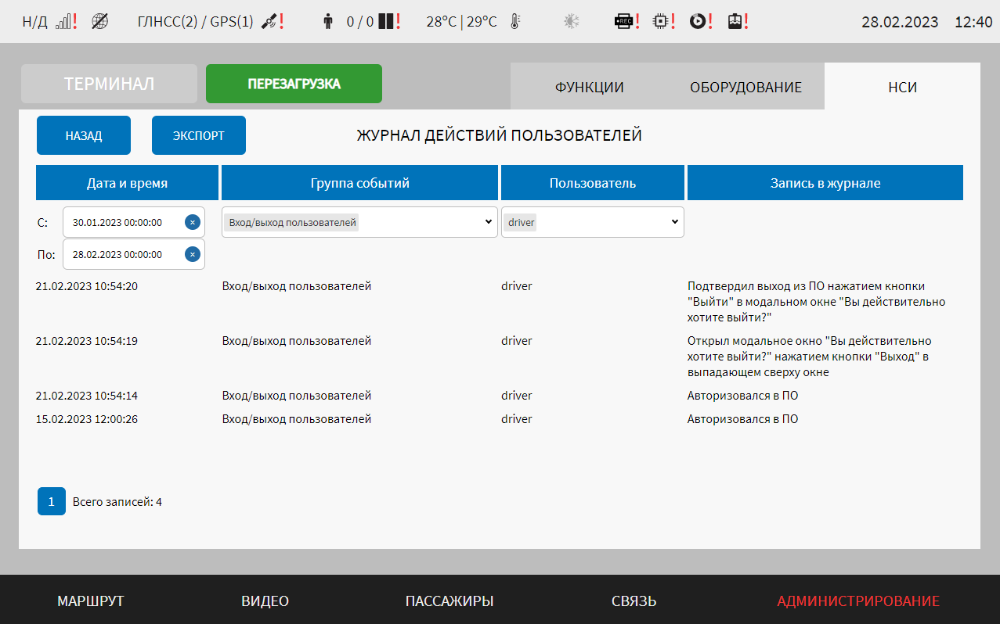 Н/Д ! ГЛНСС(2) / GPS(1) ! 0 / 0 ! 28°C | 29°C REC ! ! ! ! 28.02.2023 12:40
ТЕРМИНАЛ ПЕРЕЗАГРУЗКА ФУНКЦИИ ОБОРУДОВАНИЕ НСИ
НАЗАД ЭКСПОРТ ЖУРНАЛ ДЕЙСТВИЙ ПОЛЬЗОВАТЕЛЕЙ
Дата и время Группа событий Пользователь Запись в журнале
С: 30.01.2023 00:00:00 × Вход/выход пользователей driver
По: 28.02.2023 00:00:00 ×
21.02.2023 10:54:20 Вход/выход пользователей driver Подтвердил выход из ПО нажатием кнопки
"Выйти" в модальном окне "Вы действительно
хотите выйти?"
21.02.2023 10:54:19 Вход/выход пользователей driver Открыл модальное окно "Вы действительно
хотите выйти?" нажатием кнопки "Выход" в
выпадающем сверху окне
21.02.2023 10:54:14 Вход/выход пользователей driver Авторизовался в ПО
15.02.2023 12:00:26 Вход/выход пользователей driver Авторизовался в ПО
1 Всего записей: 4
МАРШРУТ ВИДЕО ПАССАЖИРЫ СВЯЗЬ АДМИНИСТРИРОВАНИЕ